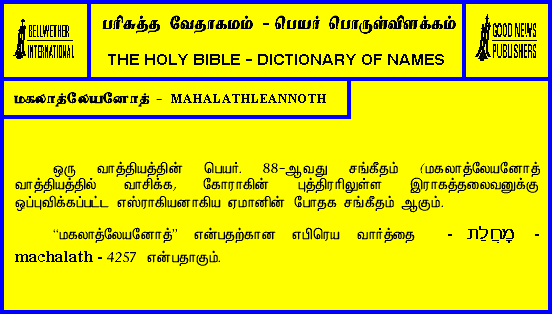 BELLWETHER
INTERNATIONAL
பரிசுத்த வேதாகமம் - பெயர் பொருள்விளக்கம்
THE HOLY BIBLE - DICTIONARY OF NAMES
GOOD NEWS
PUBLISHERS
மகலாத்லேயனோத் - MAHALATHLEANNOTH
ஒரு வாத்தியத்தின் பெயர். 88-ஆவது சங்கீதம் (மகலாத்லேயனோத்
வாத்தியத்தில் வாசிக்க, கோராகின் புத்திரரிலுள்ள இராகத்தலைவனுக்கு
ஒப்புவிக்கப்பட்ட எஸ்ராகியனாகிய ஏமானின் போதக சங்கீதம் ஆகும்.
“மகலாத்லேயனோத்” என்பதற்கான எபிரெய வார்த்தை - מָחֲלַת -
machalath - 4257 என்பதாகும்.